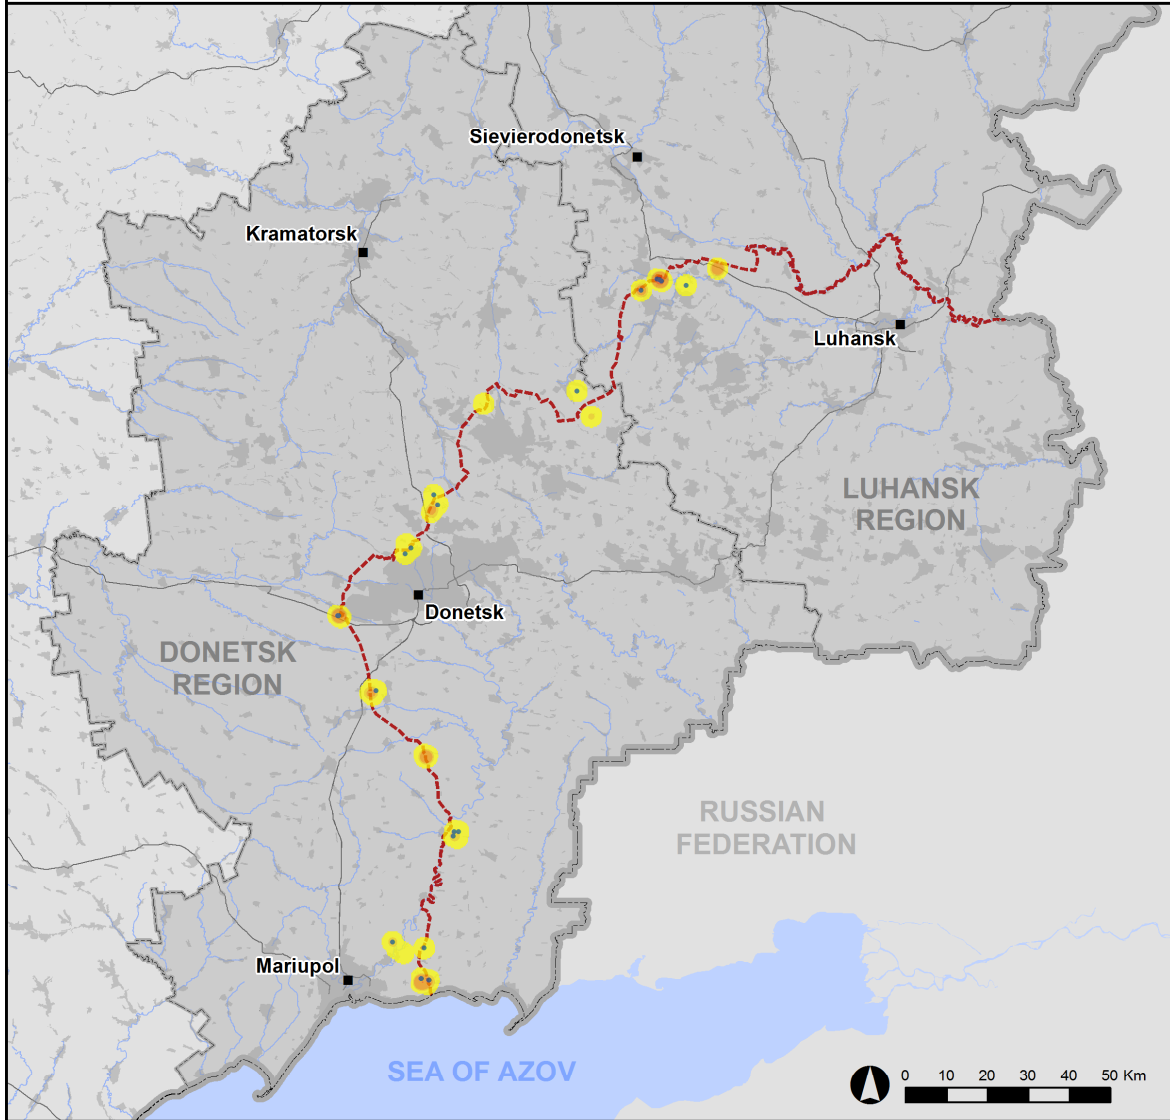 Sievierodonetsk
Kramatorsk
Luhansk
LUHANSK
REGION
Donetsk
DONETSK
REGION
RUSSIAN
FEDERATION
Mariupol
SEA OF AZOV
0 10 20 30 40 50 Km